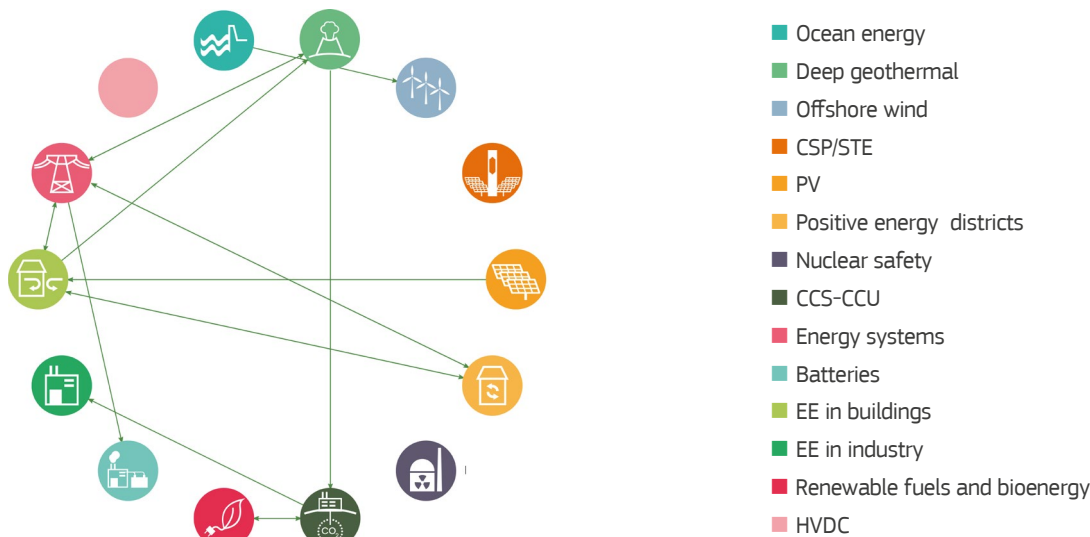 Ocean energy
Deep geothermal
Offshore wind
CSP/STE
PV
Positive energy districts
Nuclear safety
CCS-CCU
Energy systems
Batteries
EE in buildings
EE in industry
Renewable fuels and bioenergy
HVDC
CO₂